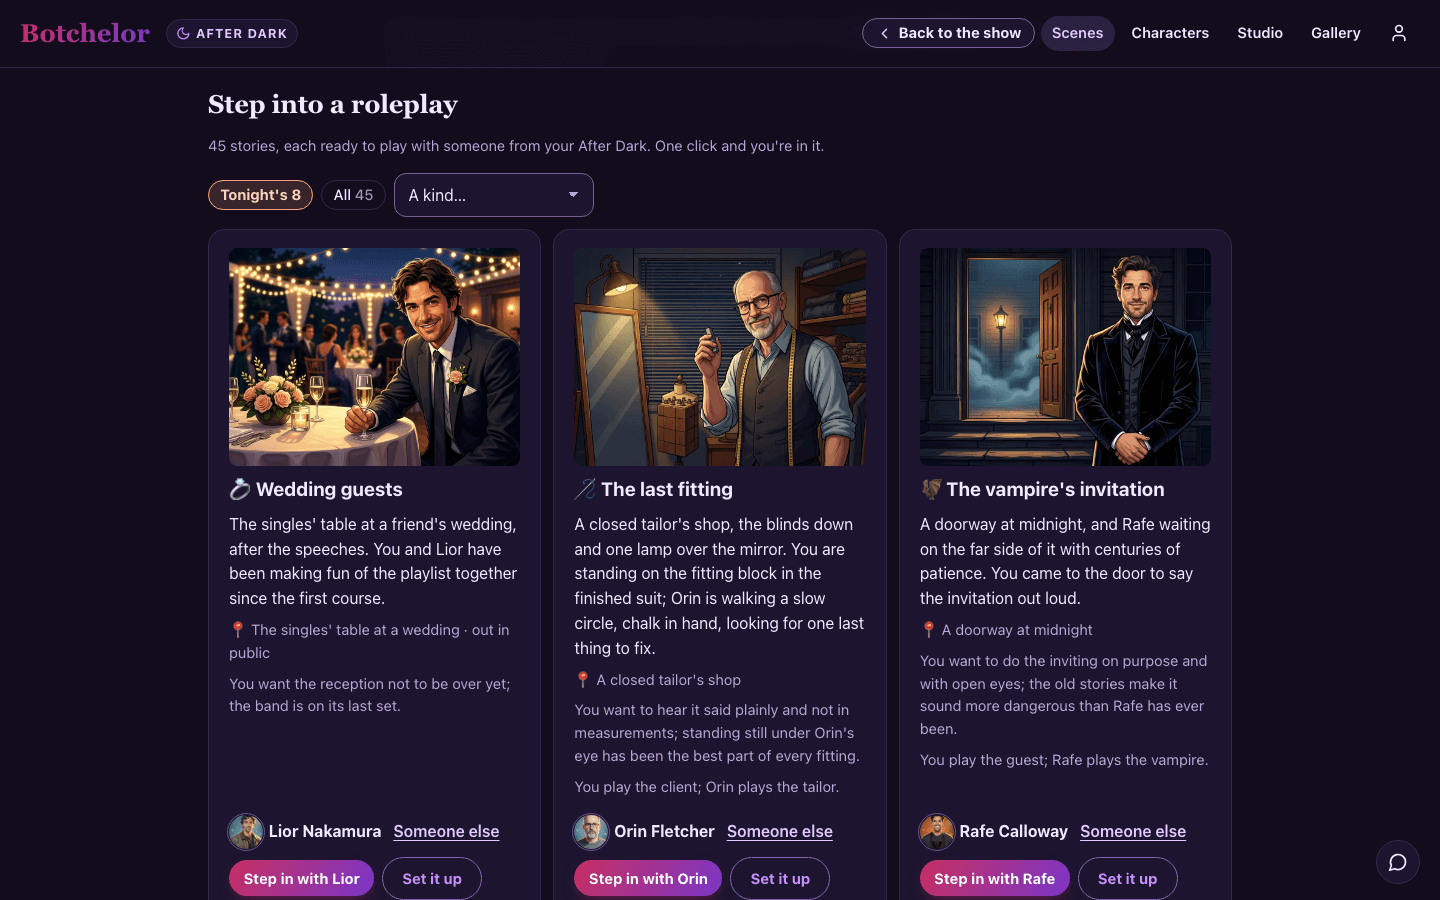 Botchelor
AFTER DARK
Back to the show
Scenes
Characters
Studio
Gallery
Step into a roleplay
45 stories, each ready to play with someone from your After Dark. One click and you're in it.
Tonight's 8
All 45
A kind...
Wedding guests
The singles' table at a friend's wedding,
after the speeches. You and Lior have
been making fun of the playlist together
since the first course.
The singles' table at a wedding · out in
public
You want the reception not to be over yet;
the band is on its last set.
Lior Nakamura
Someone else
Step in with Lior
Set it up
The last fitting
A closed tailor's shop, the blinds down
and one lamp over the mirror. You are
standing on the fitting block in the
finished suit; Orin is walking a slow
circle, chalk in hand, looking for one last
thing to fix.
A closed tailor's shop
You want to hear it said plainly and not in
measurements; standing still under Orin's
eye has been the best part of every fitting.
You play the client; Orin plays the tailor.
Orin Fletcher
Someone else
Step in with Orin
Set it up
The vampire's invitation
A doorway at midnight, and Rafe waiting
on the far side of it with centuries of
patience. You came to the door to say
the invitation out loud.
A doorway at midnight
You want to do the inviting on purpose and
with open eyes; the old stories make it
sound more dangerous than Rafe has ever
been.
You play the guest; Rafe plays the vampire.
Rafe Calloway
Someone else
Step in with Rafe
Set it up